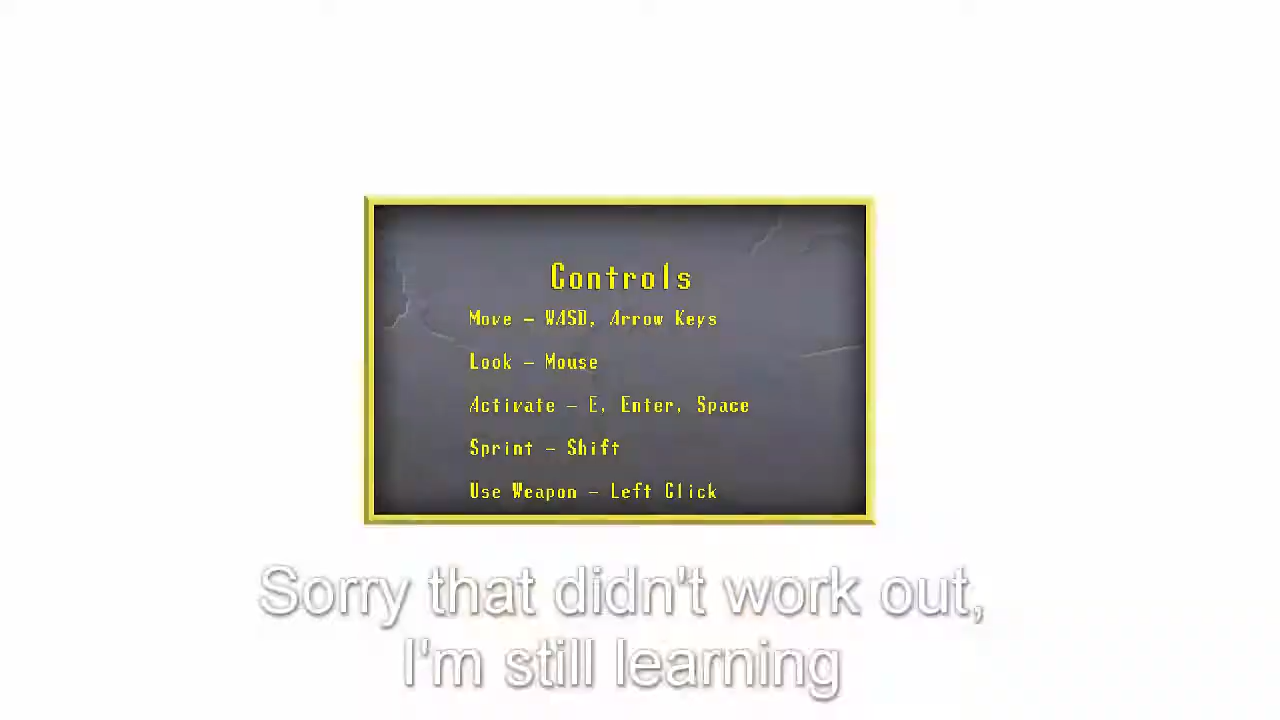 Controls
Move - WASD, Arrow Keys
Look - Mouse
Activate - E, Enter, Space
Sprint - Shift
Use Weapon - Left Click
Sorry that didn't work out,
I'm still learning